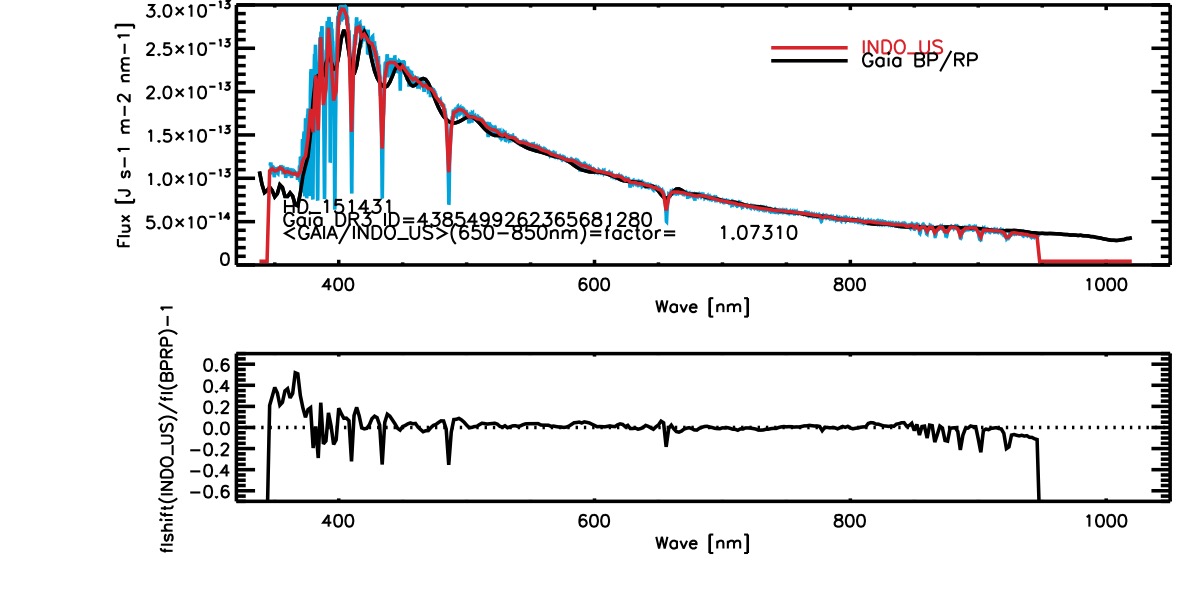 3.0×10−13
2.5×10−13
2.0×10−13
1.5×10−13
1.0×10−13
5.0×10−14
0
Flux [J s−1 m−2 nm−1]
INDO_US
Gaia BP/RP
HD_151431
Gaia DR3 ID=4385499262365681280
<GAIA/INDO_US>(650−850nm)=factor= 1.07310
400 600 800 1000
Wave [nm]
0.6
0.4
0.2
0.0
−0.2
−0.4
−0.6
flshift(INDO_US)/fl(BPRP)−1
400 600 800 1000
Wave [nm]